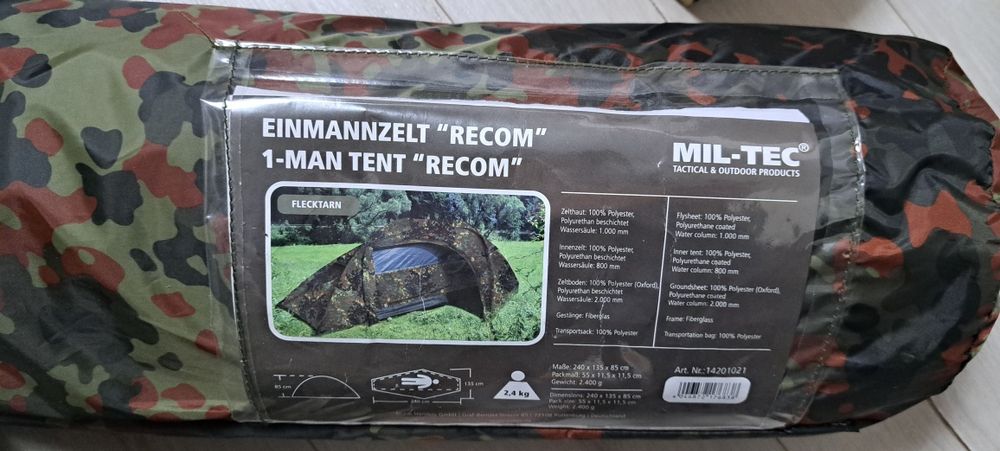 EINMANNZELT "RECOM"
1-MAN TENT "RECOM"
MIL-TEC®
TACTICAL & OUTDOOR PRODUCTS
FLECKTARN
Zelthaut: 100% Polyester,
Polyurethan beschichtet
Wassersäule: 1.000 mm
Innenzelt: 100% Polyester,
Polyurethan beschichtet
Wassersäule: 800 mm
Zeltboden: 100% Polyester (Oxford),
Polyurethan beschichtet
Wassersäule: 2.000 mm
Gestänge: Fiberglas
Transportsack: 100% Polyester
Flysheet: 100% Polyester,
Polyurethane coated
Water column: 1.000 mm
Inner tent: 100% Polyester,
Polyurethane coated
Water column: 800 mm
Groundsheet: 100% Polyester (Oxford),
Polyurethane coated
Water column: 2.000 mm
Frame: Fiberglass
Transportation bag: 100% Polyester
85 cm
240 cm
135 cm
2,4 kg
Maße: 240 x 135 x 85 cm
Packmaß: 55 x 11,5 x 11,5 cm
Gewicht: 2.400 g
Dimensions: 240 x 135 x 85 cm
Pack size: 55 x 11,5 x 11,5 cm
Weight: 2.400 g
Art. Nr.:14201021